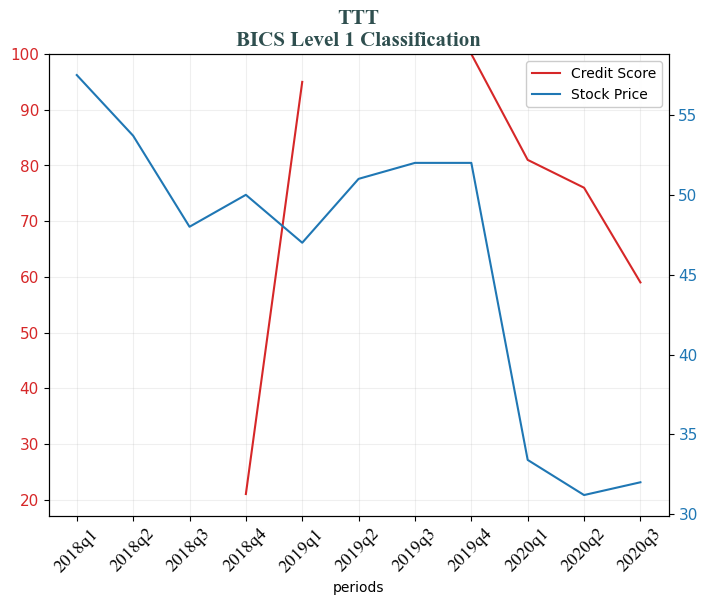 TTT
BICS Level 1 Classification
Credit Score
Stock Price
100
90
80
70
60
50
40
30
20
55
50
45
40
35
30
2018q1
2018q2
2018q3
2018q4
2019q1
2019q2
2019q3
2019q4
2020q1
2020q2
2020q3
periods